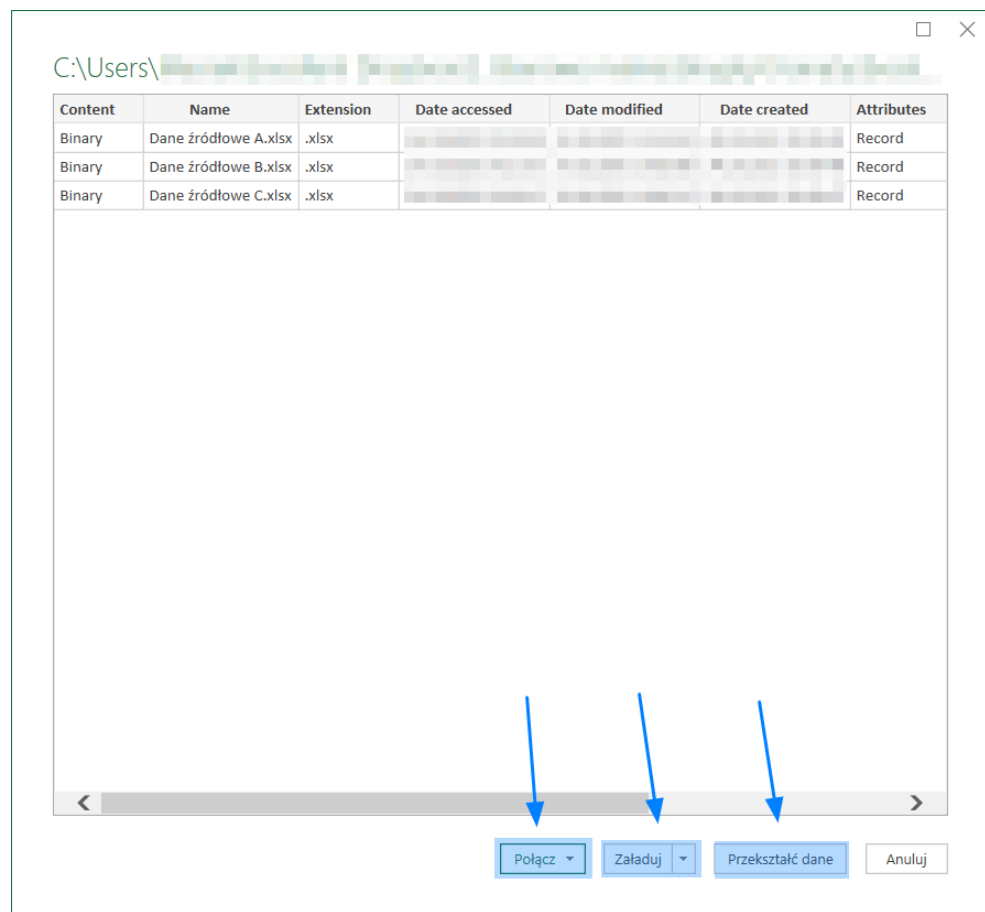 C:\Users\
Content Name Extension Date accessed Date modified Date created Attributes
Binary Dane źródłowe A.xlsx .xlsx Record
Binary Dane źródłowe B.xlsx .xlsx Record
Binary Dane źródłowe C.xlsx .xlsx Record
Połącz Załaduj Przekształć dane Anuluj